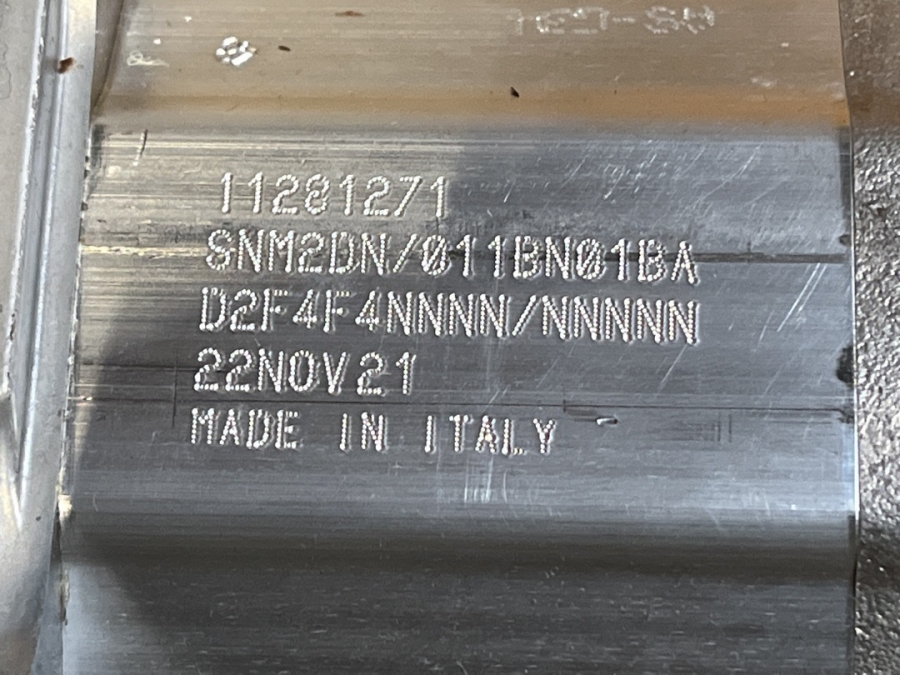 11281271
SNM2DN/011BN01BA
D2F4F4NNNN/NNNNN
22NOV21
MADE IN ITALY